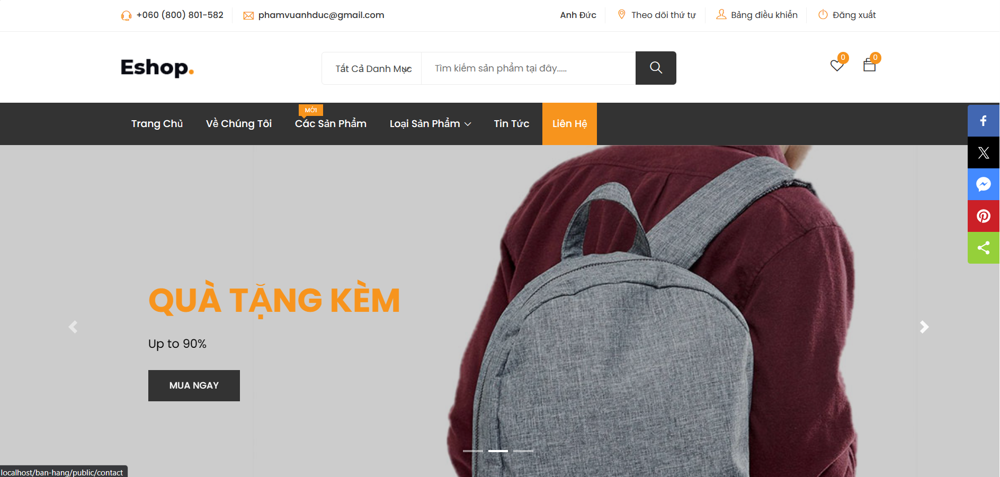 +060 (800) 801-582
phamvuanhduc@gmail.com
Anh Đức
Theo dõi thứ tự
Bảng điều khiển
Đăng xuất
Eshop.
Tất Cả Danh Mục
Tìm kiếm sản phẩm tại đây.....
0
0
Trang Chủ
Về Chúng Tôi
MỚI
Các Sản Phẩm
Loại Sản Phẩm
Tin Tức
Liên Hệ
QUÀ TẶNG KÈM
Up to 90%
MUA NGAY
localhost/ban-hang/public/contact